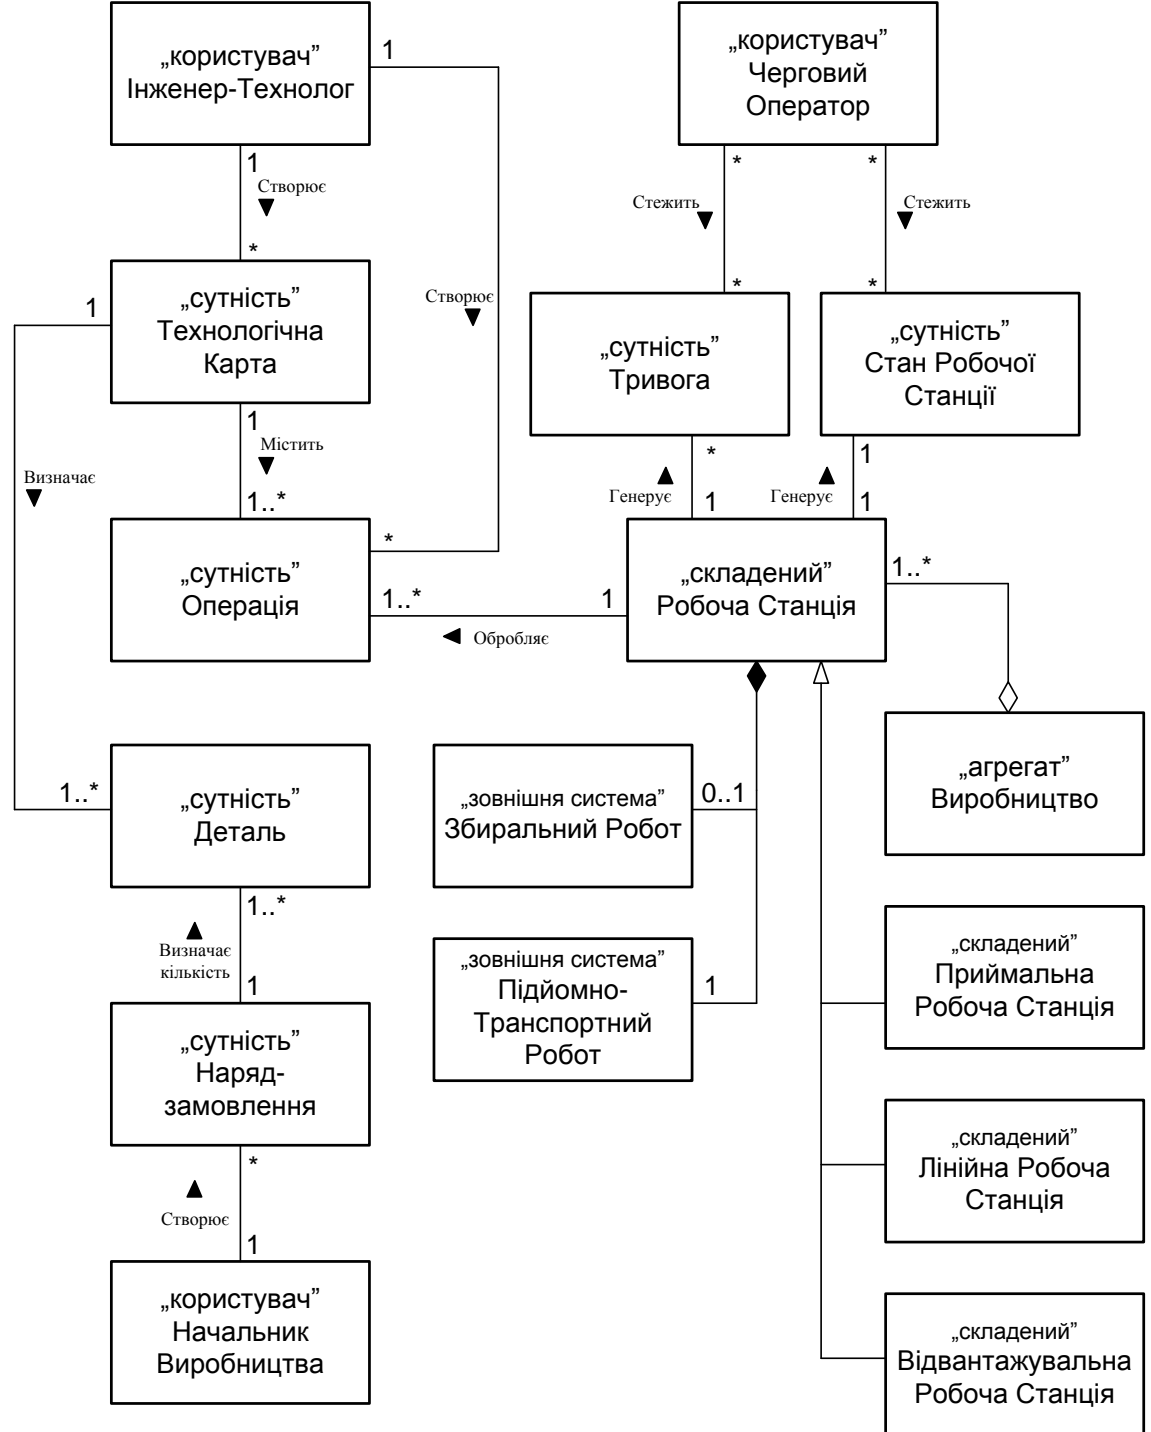 „користувач”
Інженер-Технолог
1
1
Створює
*
„користувач”
Черговий
Оператор
*
*
Стежить
Стежить
*
*
1
„сутність”
Технологічна
Карта
Створює
„сутність”
Тривога
„сутність”
Стан Робочої
Станції
1
Містить
1..*
Визначає
*
Генерує
1
1
Генерує
1
„сутність”
Операція
*
1..*
1
Обробляє
„складений”
Робоча Станція
1..*
„сутність”
Деталь
1..*
1..*
„зовнішня система”
Збиральний Робот
0..1
„агрегат”
Виробництво
Визначає
кількість
1
„зовнішня система”
Підйомно-
Транспортний
Робот
1
„складений”
Приймальна
Робоча Станція
„сутність”
Наряд-
замовлення
*
Створює
1
„складений”
Лінійна Робоча
Станція
„користувач”
Начальник
Виробництва
„складений”
Відвантажувальна
Робоча Станція